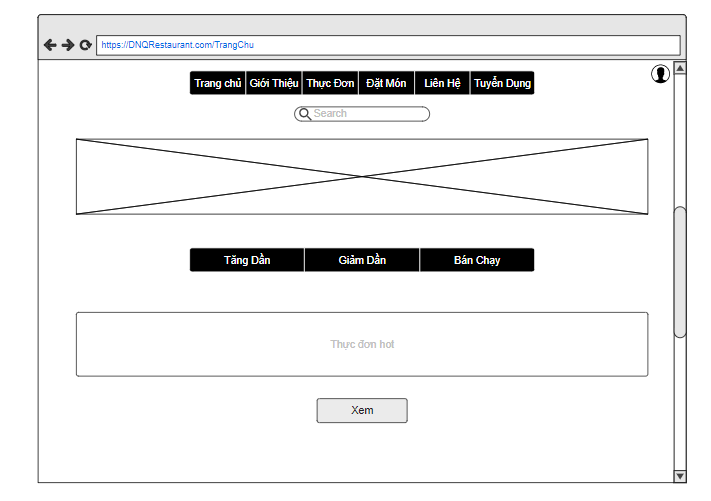 https://DNQRestaurant.com/TrangChu
Trang chủ Giới Thiệu Thực Đơn Đặt Món Liên Hệ Tuyển Dụng
Search
Tăng Dần Giảm Dần Bán Chạy
Thực đơn hot
Xem